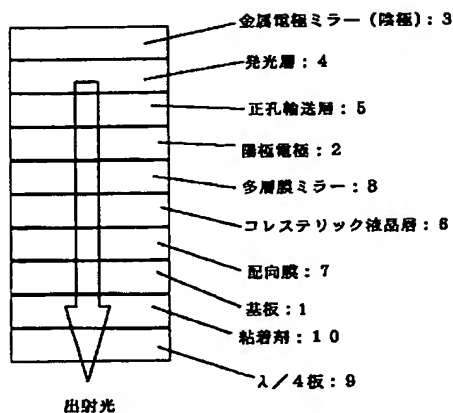 金属電極ミラー（陰極）：３
発光層：４
正孔輸送層：５
陽極電極：２
多層膜ミラー：８
コレステリック液晶層：６
配向膜：７
基板：１
粘着剤：１０
λ／４板：９
出射光